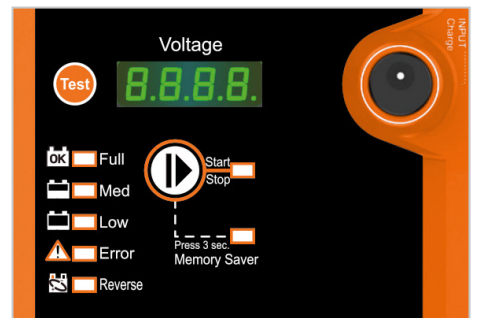 Voltage
Test
8.8.8.8.
INPUT
Charge
OK Full
Med
Low
Error
Reverse
Start
Stop
Press 3 sec.
Memory Saver